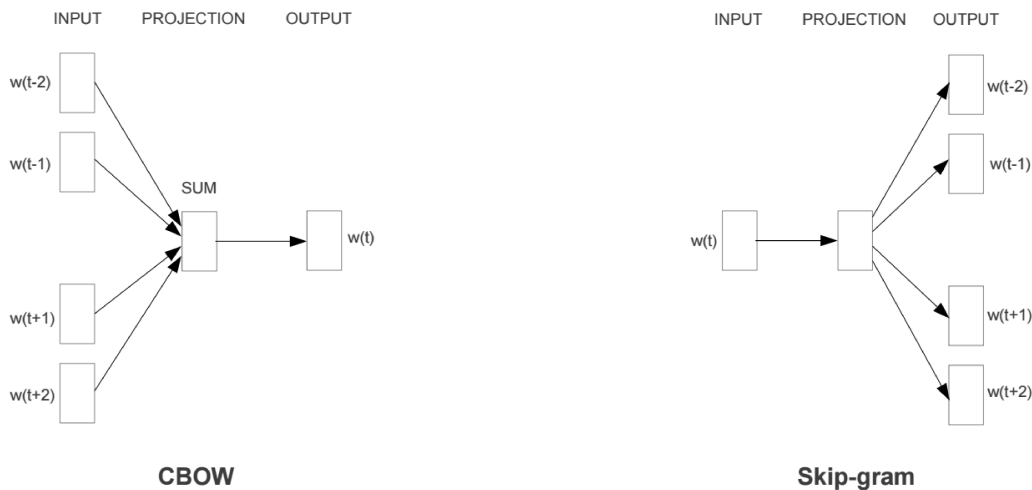 INPUT PROJECTION OUTPUT
w(t-2)
w(t-1)
SUM
w(t)
w(t+1)
w(t+2)
CBOW
INPUT PROJECTION OUTPUT
w(t-2)
w(t-1)
w(t)
w(t+1)
w(t+2)
Skip-gram